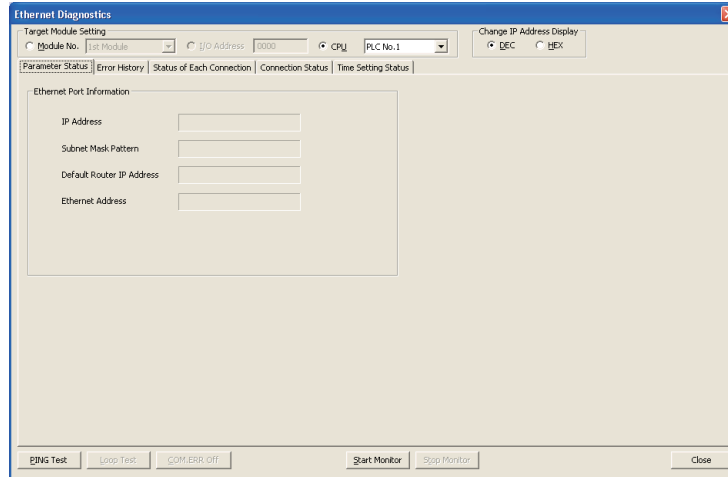 Ethernet Diagnostics
Target Module Setting
Module No. 1st Module I/O Address 0000 CPU PLC No.1
Change IP Address Display
DEC HEX
Parameter Status Error History Status of Each Connection Connection Status Time Setting Status
Ethernet Port Information
IP Address
Subnet Mask Pattern
Default Router IP Address
Ethernet Address
PING Test Loop Test COM.ERR Off Start Monitor Stop Monitor Close